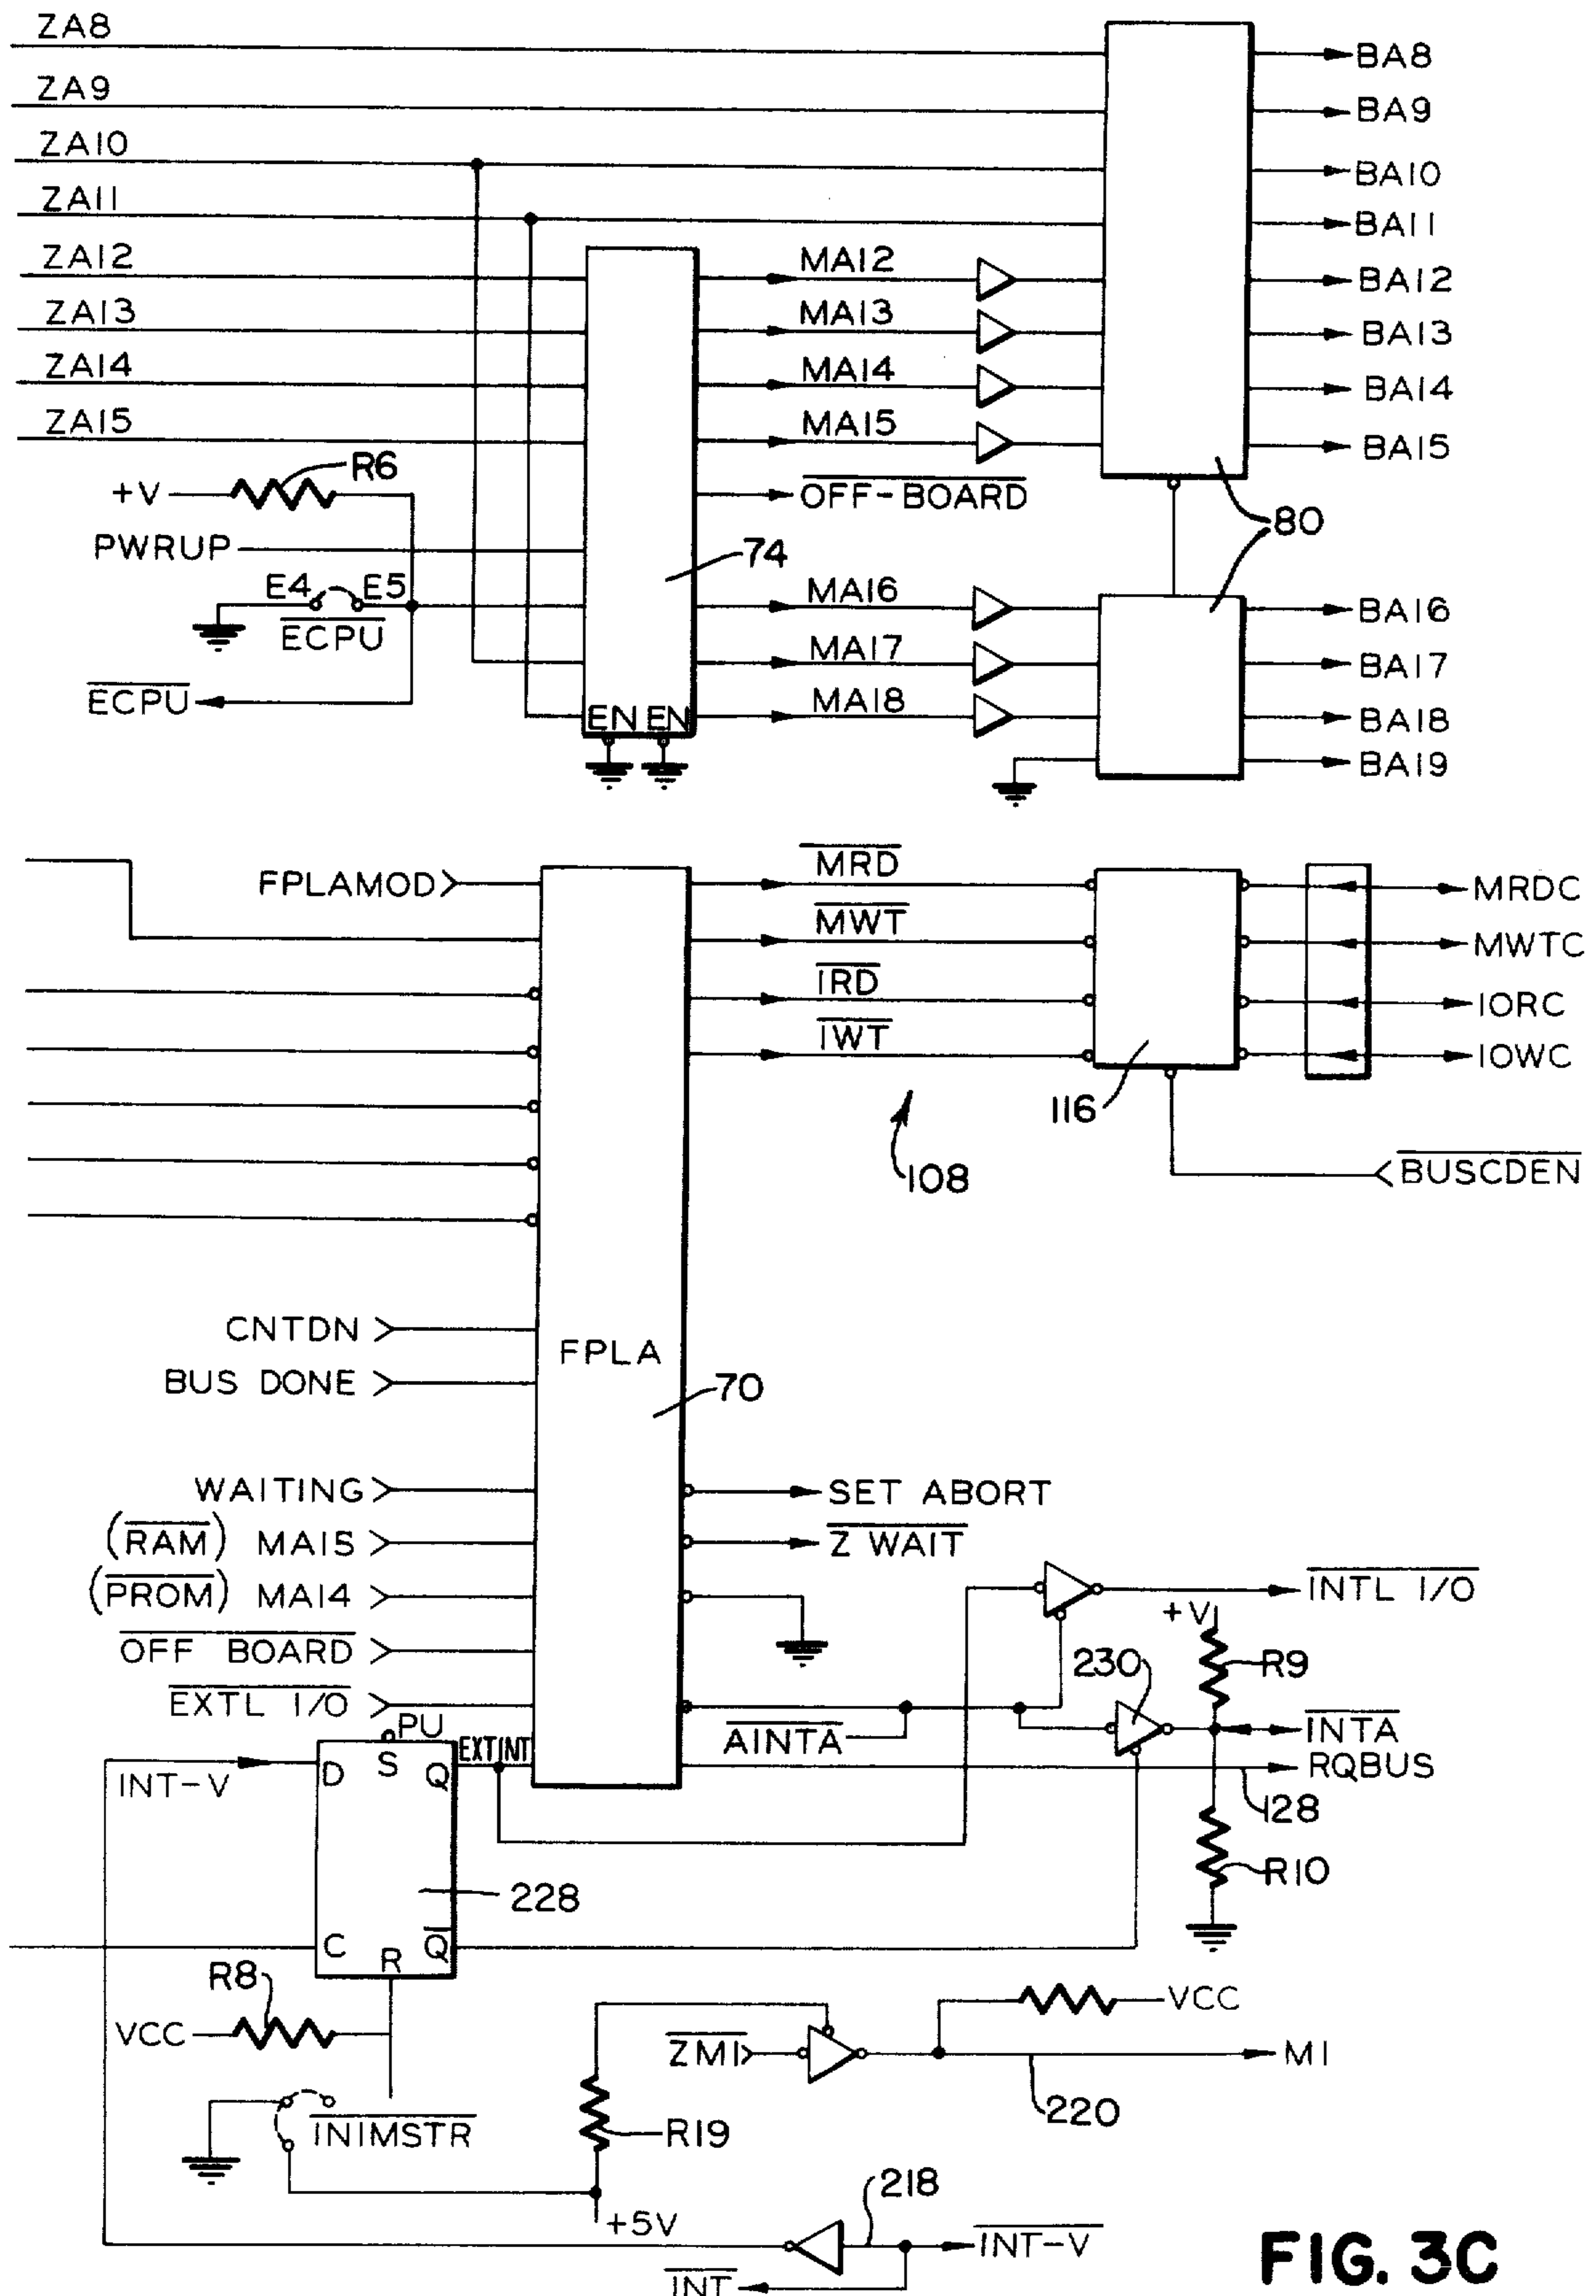 ZA8 BA8
ZA9 BA9
ZA10 BA10
ZA11 BA11
ZA12 MA12 BA12
ZA13 MA13 BA13
ZA14 MA14 BA14
ZA15 MA15 BA15
+V R6 OFF-BOARD
80
PWRUP 74
E4 E5 MA16 BA16
ECPU
MA17 BA17
ECPU MA18 BA18
EN EN
BA19
FPLAMOD MRD MRDC
MWT MWTC
IRD IORC
IWT IOWC
116
108 BUSCDEN
CNTDN
FPLA
BUS DONE 70
WAITING SET ABORT
(RAM) MA15 Z WAIT
(PROM) MA14 INTL I/O
+V
OFF BOARD 230 R9
EXTL I/O
PU AINTA INTA
INT-V D S Q EXTINT RQBUS
128
R10
228
C R Q
R8
VCC VCC
ZM1 M1
220
INIMSTR R19
218
+5V INT-V
INT
FIG. 3C